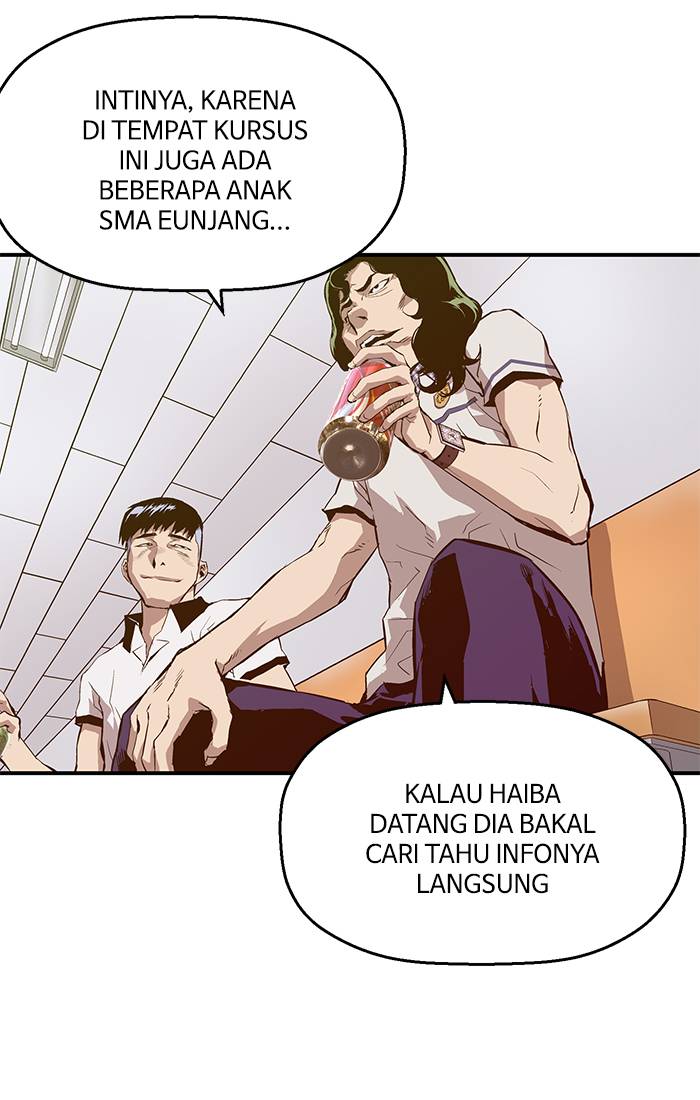 INTINYA, KARENA
DI TEMPAT KURSUS
INI JUGA ADA
BEBERAPA ANAK
SMA EUNJANG...
KALAU HAIBA
DATANG DIA BAKAL
CARI TAHU INFONYA
LANGSUNG